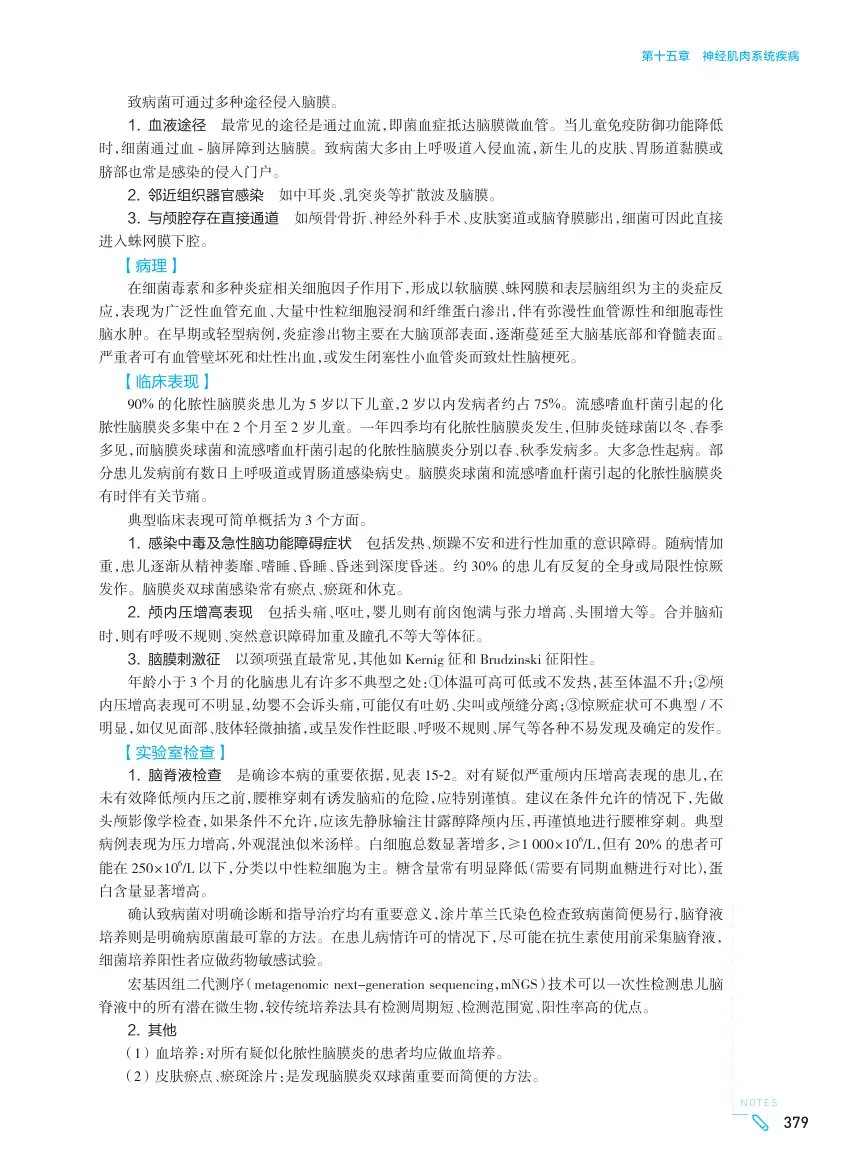 第十五章 神经肌肉系统疾病
致病菌可通过多种途径侵入脑膜。
1. 血液途径 最常见的途径是通过血流,即菌血症抵达脑膜微血管。当儿童免疫防御功能降低
时,细菌通过血 - 脑屏障到达脑膜。致病菌大多由上呼吸道入侵血流,新生儿的皮肤、胃肠道黏膜或
脐部也常是感染的侵入门户。
2. 邻近组织器官感染 如中耳炎、乳突炎等扩散波及脑膜。
3. 与颅腔存在直接通道 如颅骨骨折、神经外科手术、皮肤窦道或脑脊膜膨出,细菌可因此直接
进入蛛网膜下腔。
【病理】
在细菌毒素和多种炎症相关细胞因子作用下,形成以软脑膜、蛛网膜和表层脑组织为主的炎症反
应,表现为广泛性血管充血、大量中性粒细胞浸润和纤维蛋白渗出,伴有弥漫性血管源性和细胞毒性
脑水肿。在早期或轻型病例,炎症渗出物主要在大脑顶部表面,逐渐蔓延至大脑基底部和脊髓表面。
严重者可有血管壁坏死和灶性出血,或发生闭塞性小血管炎而致灶性脑梗死。
【临床表现】
90% 的化脓性脑膜炎患儿为 5 岁以下儿童,2 岁以内发病者约占 75%。流感嗜血杆菌引起的化
脓性脑膜炎多集中在 2 个月至 2 岁儿童。一年四季均有化脓性脑膜炎发生,但肺炎链球菌以冬、春季
多见,而脑膜炎球菌和流感嗜血杆菌引起的化脓性脑膜炎分别以春、秋季发病多。大多急性起病。部
分患儿发病前有数日上呼吸道或胃肠道感染病史。脑膜炎球菌和流感嗜血杆菌引起的化脓性脑膜炎
有时伴有关节痛。
典型临床表现可简单概括为 3 个方面。
1. 感染中毒及急性脑功能障碍症状 包括发热、烦躁不安和进行性加重的意识障碍。随病情加
重,患儿逐渐从精神萎靡、嗜睡、昏睡、昏迷到深度昏迷。约 30% 的患儿有反复的全身或局限性惊厥
发作。脑膜炎双球菌感染常有瘀点、瘀斑和休克。
2. 颅内压增高表现 包括头痛、呕吐,婴儿则有前囟饱满与张力增高、头围增大等。合并脑疝
时,则有呼吸不规则、突然意识障碍加重及瞳孔不等大等体征。
3. 脑膜刺激征 以颈项强直最常见,其他如 Kernig 征和 Brudzinski 征阳性。
年龄小于 3 个月的化脑患儿有许多不典型之处:①体温可高可低或不发热,甚至体温不升;②颅
内压增高表现可不明显,幼婴不会诉头痛,可能仅有吐奶、尖叫或颅缝分离;③惊厥症状可不典型 / 不
明显,如仅见面部、肢体轻微抽搐,或呈发作性眨眼、呼吸不规则、屏气等各种不易发现及确定的发作。
【实验室检查】
1. 脑脊液检查 是确诊本病的重要依据,见表 15-2。对有疑似严重颅内压增高表现的患儿,在
未有效降低颅内压之前,腰椎穿刺有诱发脑疝的危险,应特别谨慎。建议在条件允许的情况下,先做
头颅影像学检查,如果条件不允许,应该先静脉输注甘露醇降颅内压,再谨慎地进行腰椎穿刺。典型
病例表现为压力增高,外观混浊似米汤样。白细胞总数显著增多,≥1 000×10⁶/L,但有 20% 的患者可
能在 250×10⁶/L 以下,分类以中性粒细胞为主。糖含量常有明显降低(需要有同期血糖进行对比),蛋
白含量显著增高。
确认致病菌对明确诊断和指导治疗均有重要意义,涂片革兰氏染色检查致病菌简便易行,脑脊液
培养则是明确病原菌最可靠的方法。在患儿病情许可的情况下,尽可能在抗生素使用前采集脑脊液,
细菌培养阳性者应做药物敏感试验。
宏基因组二代测序(metagenomic next-generation sequencing,mNGS)技术可以一次性检测患儿脑
脊液中的所有潜在微生物,较传统培养法具有检测周期短、检测范围宽、阳性率高的优点。
2. 其他
(1)血培养:对所有疑似化脓性脑膜炎的患者均应做血培养。
(2)皮肤瘀点、瘀斑涂片:是发现脑膜炎双球菌重要而简便的方法。
NOTES
379